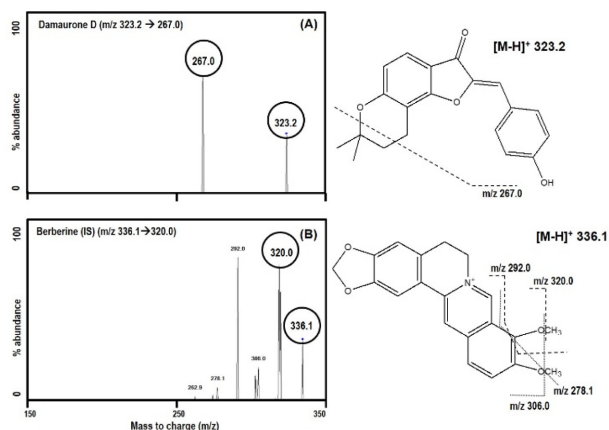 Damaurone D (m/z 323.2 → 267.0)
(A)
100
% abundance
0
267.0
323.2
250
[M-H]⁺ 323.2
O
O
O
OH
m/z 267.0
Berberine (IS) (m/z 336.1→320.0)
(B)
100
% abundance
0
292.0
320.0
336.1
306.0
278.1
262.9
150
250
350
Mass to charge (m/z)
[M-H]⁺ 336.1
m/z 292.0
m/z 320.0
O
O
N⁺
OCH₃
OCH₃
m/z 278.1
m/z 306.0